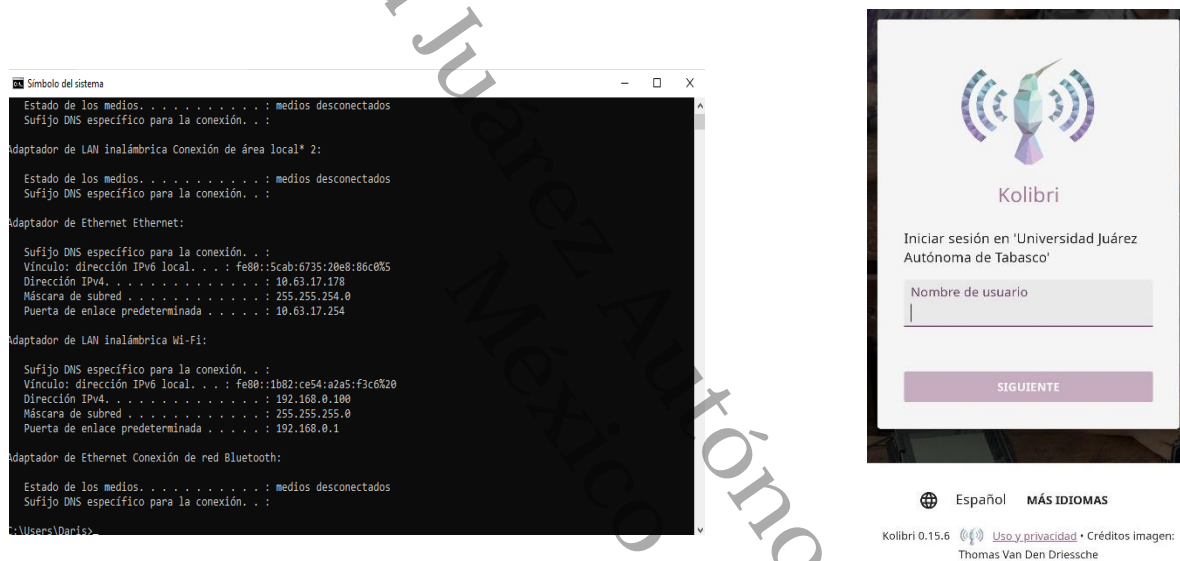 Símbolo del sistema
Estado de los medios. . . . . . . . . . . : medios desconectados
Sufijo DNS específico para la conexión. . :
Adaptador de LAN inalámbrica Conexión de área local* 2:
Estado de los medios. . . . . . . . . . . : medios desconectados
Sufijo DNS específico para la conexión. . :
Adaptador de Ethernet Ethernet:
Sufijo DNS específico para la conexión. . :
Vínculo: dirección IPv6 local. . . : fe80::5cab:6735:20e8:86c0%5
Dirección IPv4. . . . . . . . . . . . . . : 10.63.17.178
Máscara de subred . . . . . . . . . . . . : 255.255.254.0
Puerta de enlace predeterminada . . . . . : 10.63.17.254
Adaptador de LAN inalámbrica Wi-Fi:
Sufijo DNS específico para la conexión. . :
Vínculo: dirección IPv6 local. . . : fe80::1b82:ce54:a2a5:f3c6%20
Dirección IPv4. . . . . . . . . . . . . . : 192.168.0.100
Máscara de subred . . . . . . . . . . . . : 255.255.255.0
Puerta de enlace predeterminada . . . . . : 192.168.0.1
Adaptador de Ethernet Conexión de red Bluetooth:
Estado de los medios. . . . . . . . . . . : medios desconectados
Sufijo DNS específico para la conexión. . :
C:\Users\Daris>_
Kolibri
Iniciar sesión en 'Universidad Juárez
Autónoma de Tabasco'
Nombre de usuario
SIGUIENTE
Español MÁS IDIOMAS
Kolibri 0.15.6 Uso y privacidad • Créditos imagen:
Thomas Van Den Driessche
Juárez
México